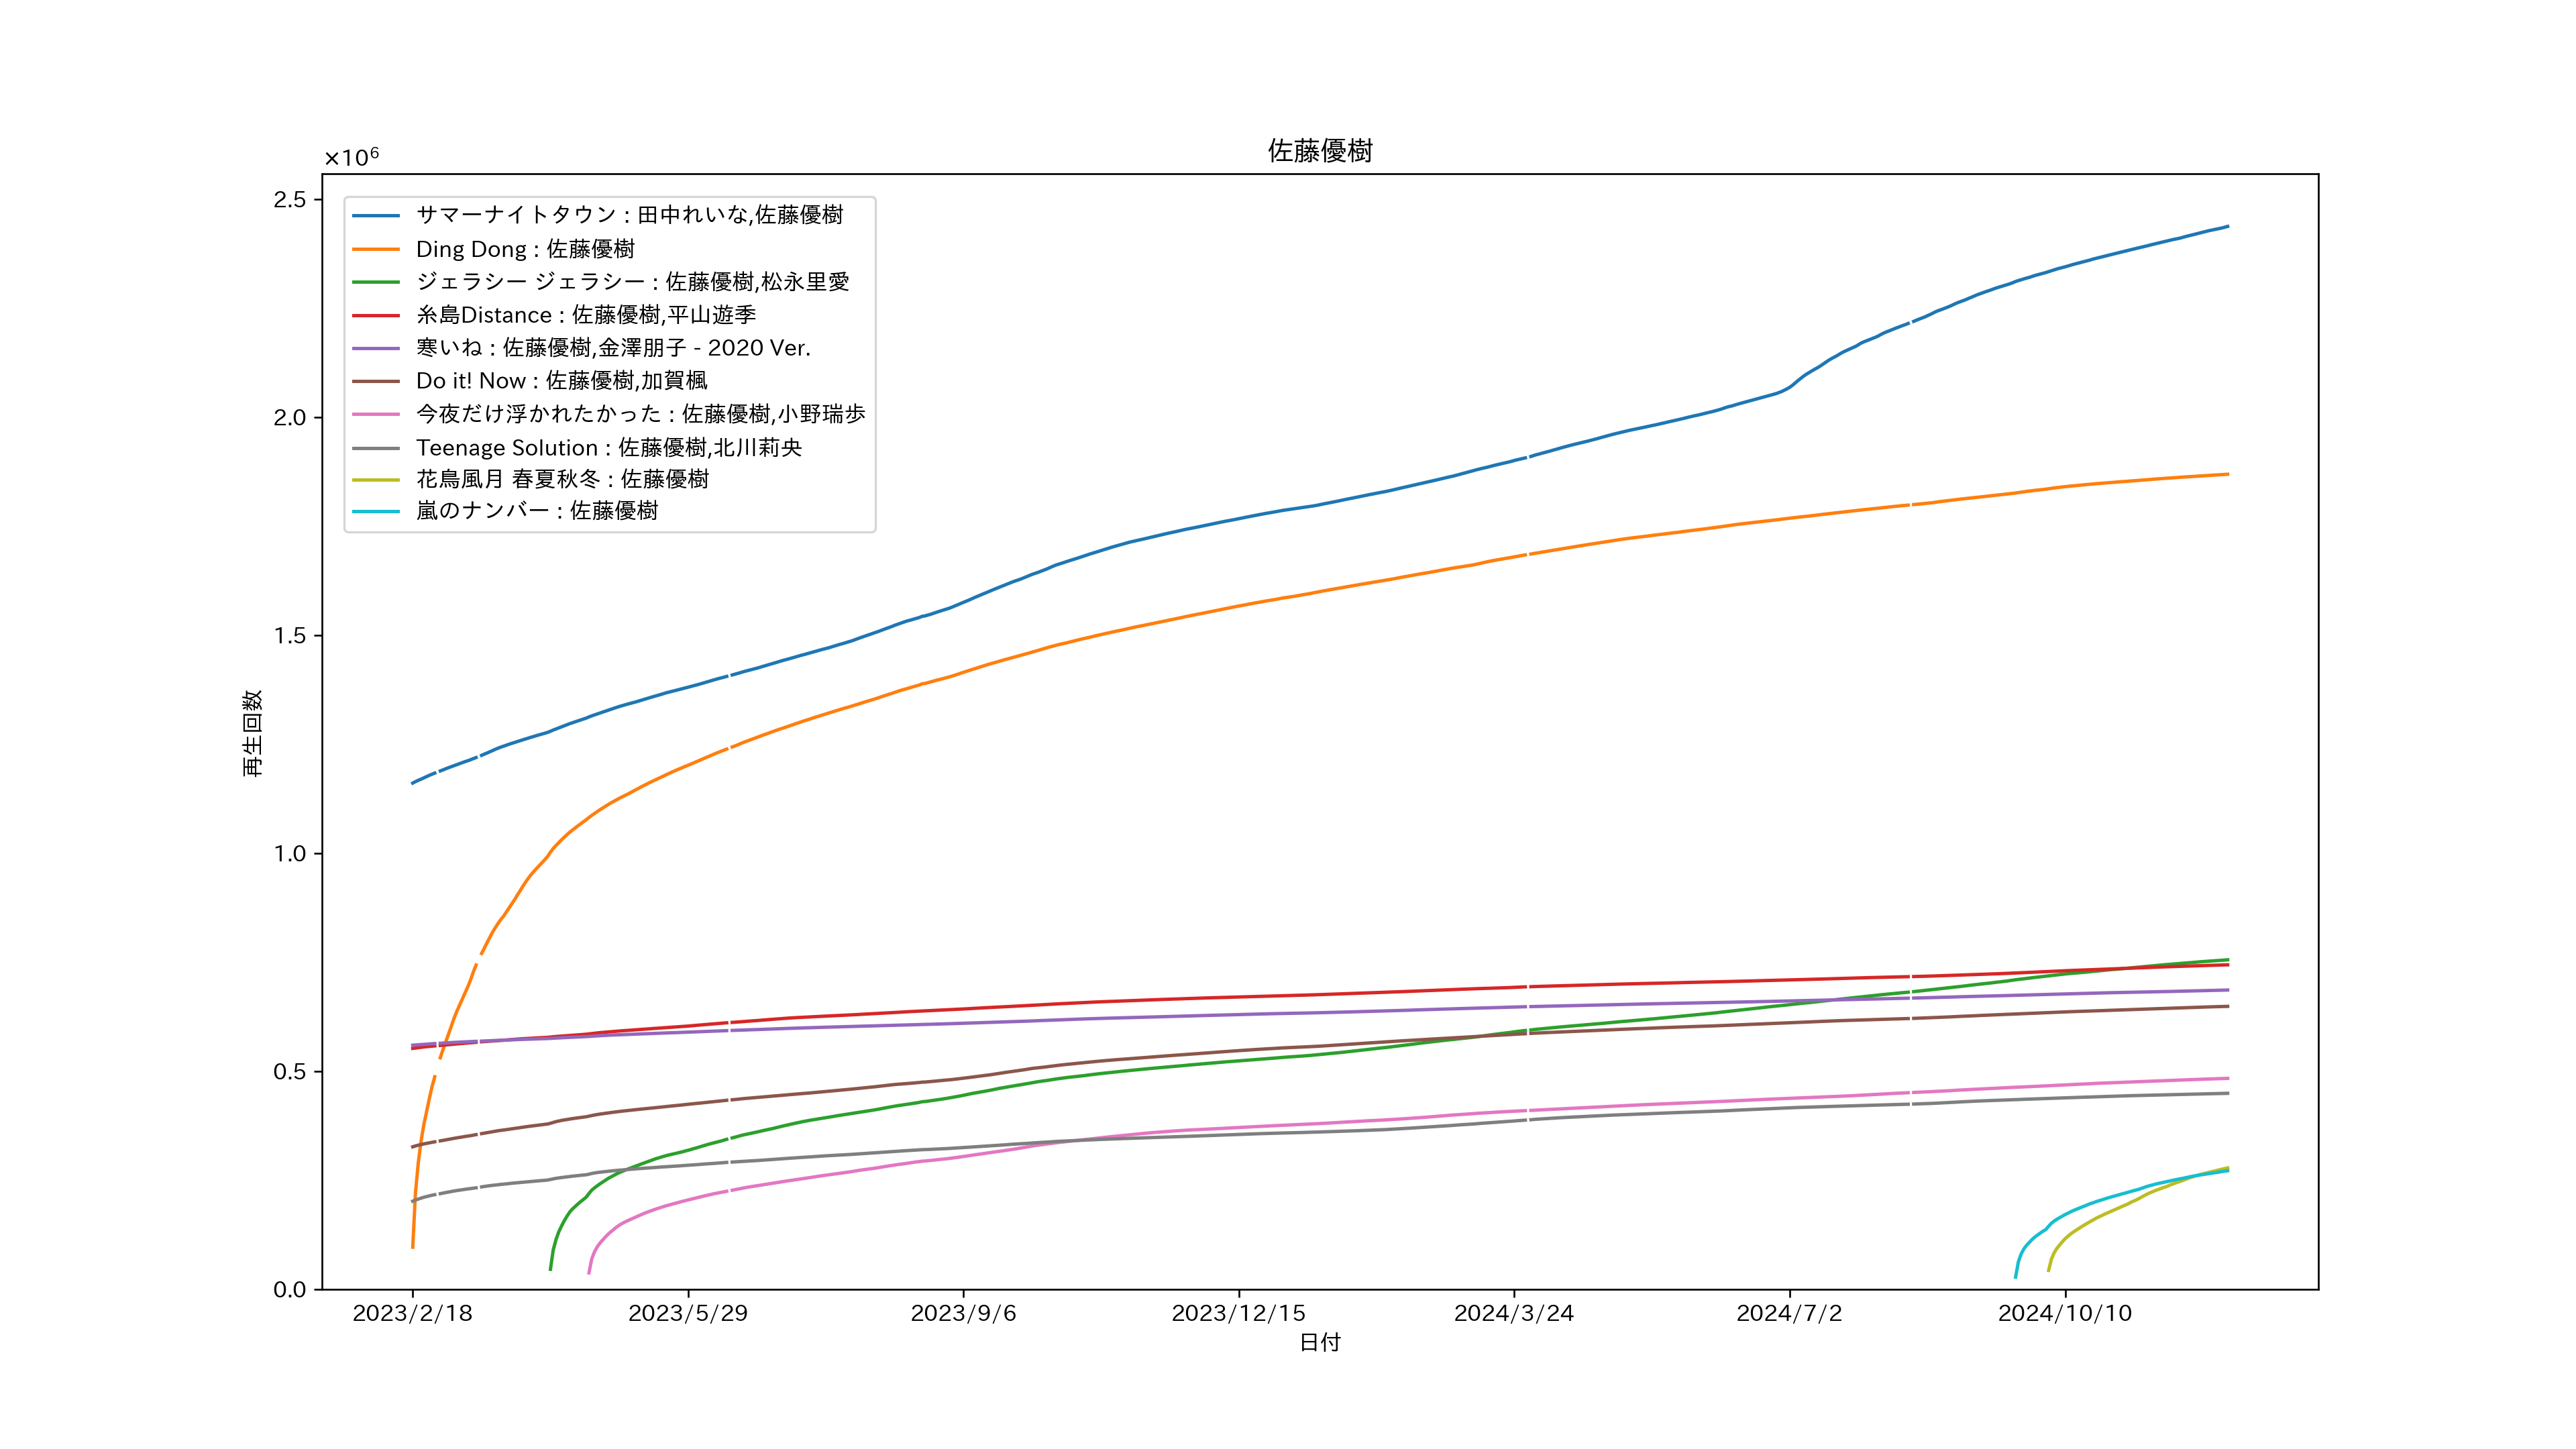 佐藤優樹
×10⁶
2.5
2.0
1.5
1.0
0.5
0.0
再生回数
サマーナイトタウン : 田中れいな,佐藤優樹
Ding Dong : 佐藤優樹
ジェラシー ジェラシー : 佐藤優樹,松永里愛
糸島Distance : 佐藤優樹,平山遊季
寒いね : 佐藤優樹,金澤朋子 - 2020 Ver.
Do it! Now : 佐藤優樹,加賀楓
今夜だけ浮かれたかった : 佐藤優樹,小野瑞歩
Teenage Solution : 佐藤優樹,北川莉央
花鳥風月 春夏秋冬 : 佐藤優樹
嵐のナンバー : 佐藤優樹
2023/2/18
2023/5/29
2023/9/6
2023/12/15
2024/3/24
2024/7/2
2024/10/10
日付